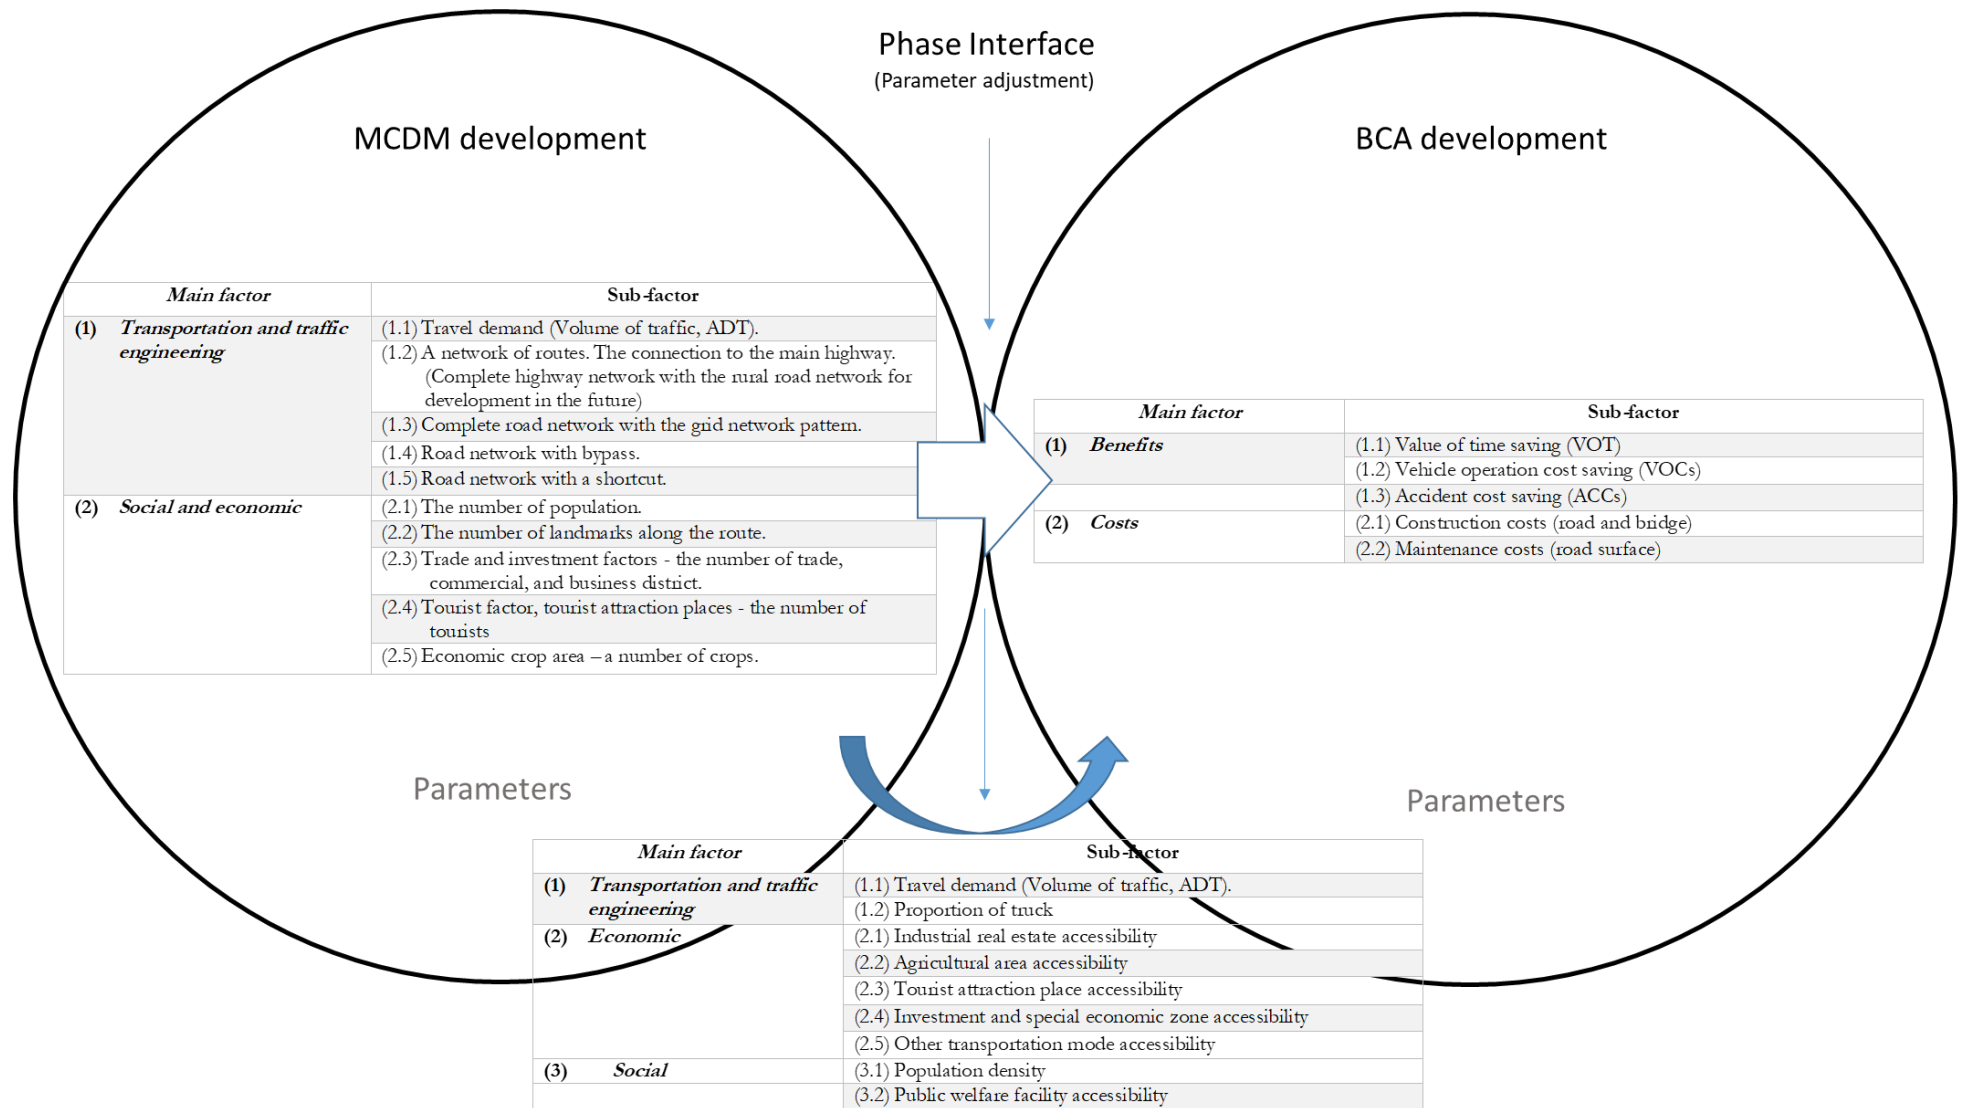 Phase Interface
(Parameter adjustment)
MCDM development
BCA development
Main factor Sub-factor
(1) Transportation and traffic engineering
(1.1) Travel demand (Volume of traffic, ADT).
(1.2) A network of routes. The connection to the main highway.
(Complete highway network with the rural road network for
development in the future)
(1.3) Complete road network with the grid network pattern.
(1.4) Road network with bypass.
(1.5) Road network with a shortcut.
(2) Social and economic
(2.1) The number of population.
(2.2) The number of landmarks along the route.
(2.3) Trade and investment factors - the number of trade,
commercial, and business district.
(2.4) Tourist factor, tourist attraction places - the number of
tourists
(2.5) Economic crop area – a number of crops.
Parameters
Main factor Sub-factor
(1) Benefits
(1.1) Value of time saving (VOT)
(1.2) Vehicle operation cost saving (VOCs)
(1.3) Accident cost saving (ACCs)
(2) Costs
(2.1) Construction costs (road and bridge)
(2.2) Maintenance costs (road surface)
Parameters
Main factor Sub-factor
(1) Transportation and traffic
engineering
(1.1) Travel demand (Volume of traffic, ADT).
(1.2) Proportion of truck
(2) Economic
(2.1) Industrial real estate accessibility
(2.2) Agricultural area accessibility
(2.3) Tourist attraction place accessibility
(2.4) Investment and special economic zone accessibility
(2.5) Other transportation mode accessibility
(3) Social
(3.1) Population density
(3.2) Public welfare facility accessibility